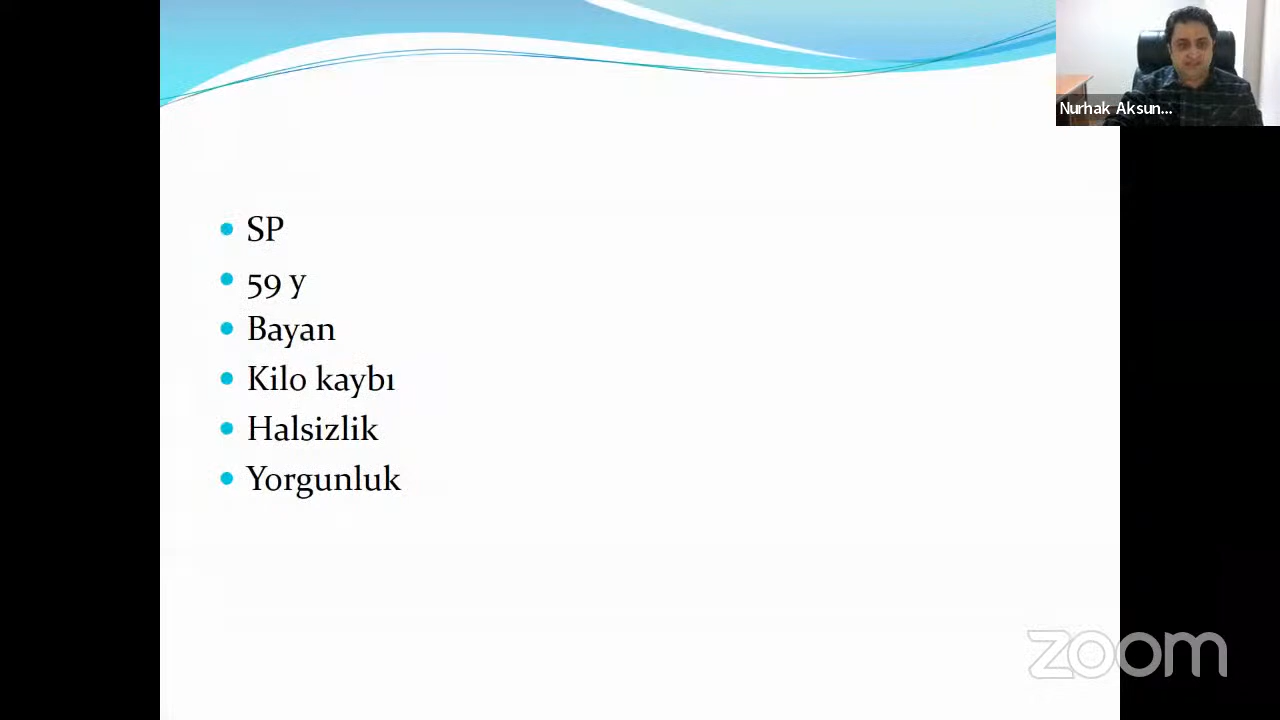 Nurhak Aksun...
SP
59 y
Bayan
Kilo kaybı
Halsizlik
Yorgunluk
zoom